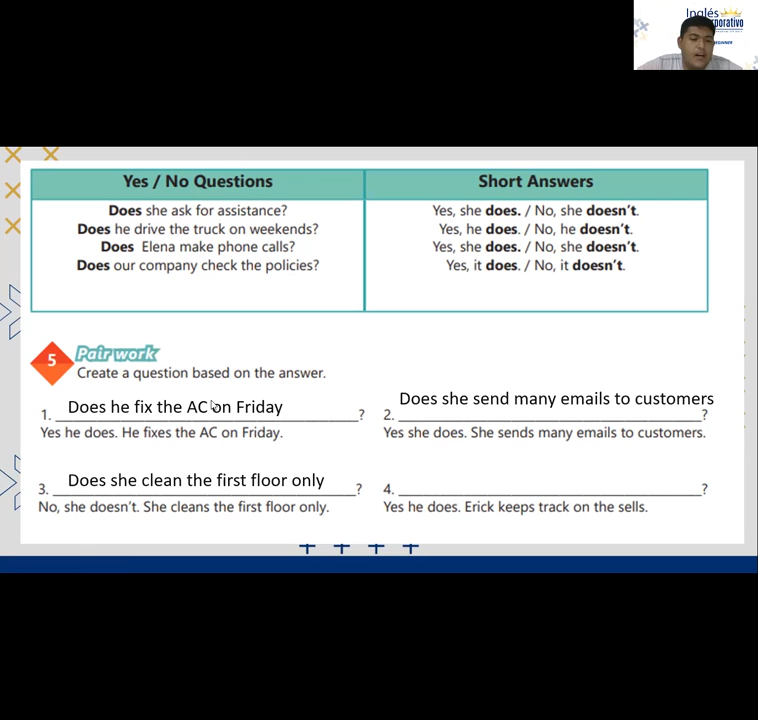 Inglés
porativo
BEGINNER
Yes / No Questions
Short Answers
Does she ask for assistance?
Yes, she does. / No, she doesn't.
Does he drive the truck on weekends?
Yes, he does. / No, he doesn't.
Does Elena make phone calls?
Yes, she does. / No, she doesn't.
Does our company check the policies?
Yes, it does. / No, it doesn't.
5 Pair work
Create a question based on the answer.
1. Does he fix the AC on Friday ?
Yes he does. He fixes the AC on Friday.
2. Does she send many emails to customers ?
Yes she does. She sends many emails to customers.
3. Does she clean the first floor only ?
No, she doesn't. She cleans the first floor only.
4. ?
Yes he does. Erick keeps track on the sells.